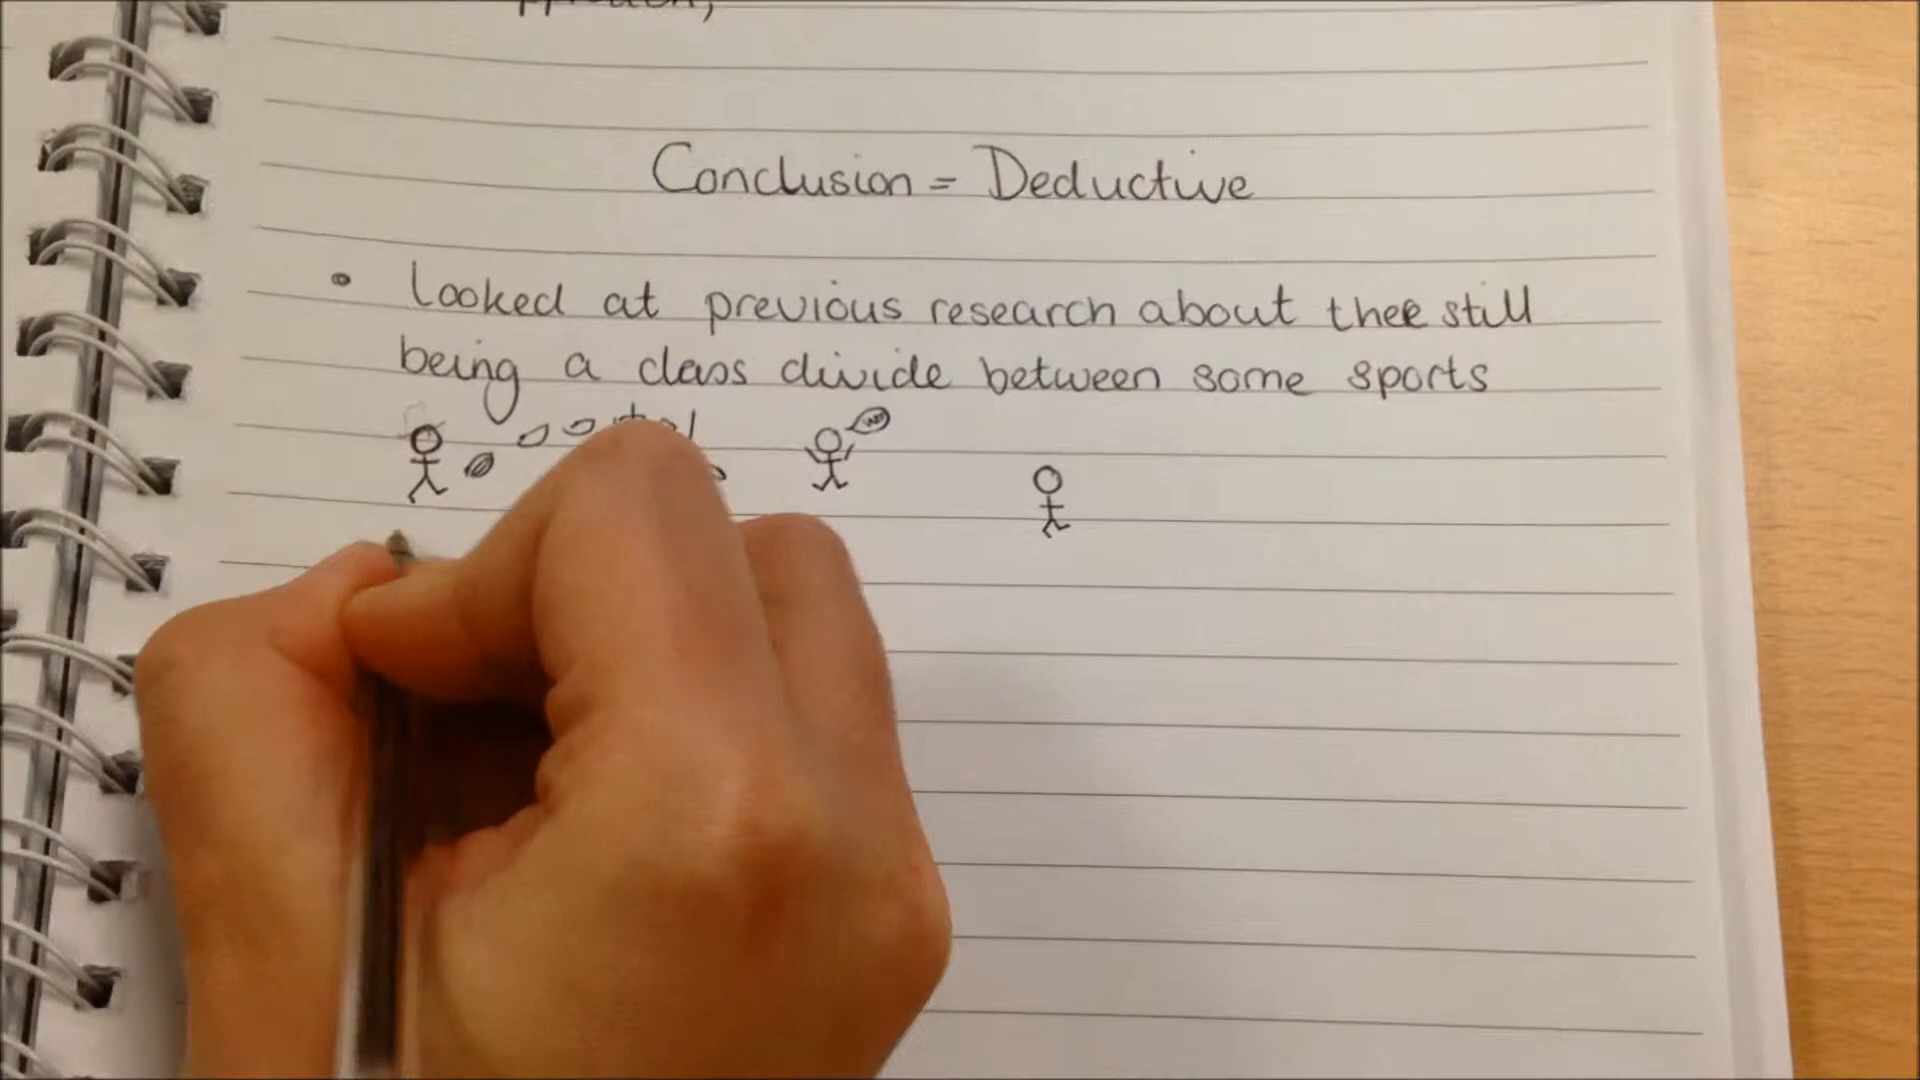 Conclusion = Deductive
• Looked at previous research about thee still
being a class divide between some sports